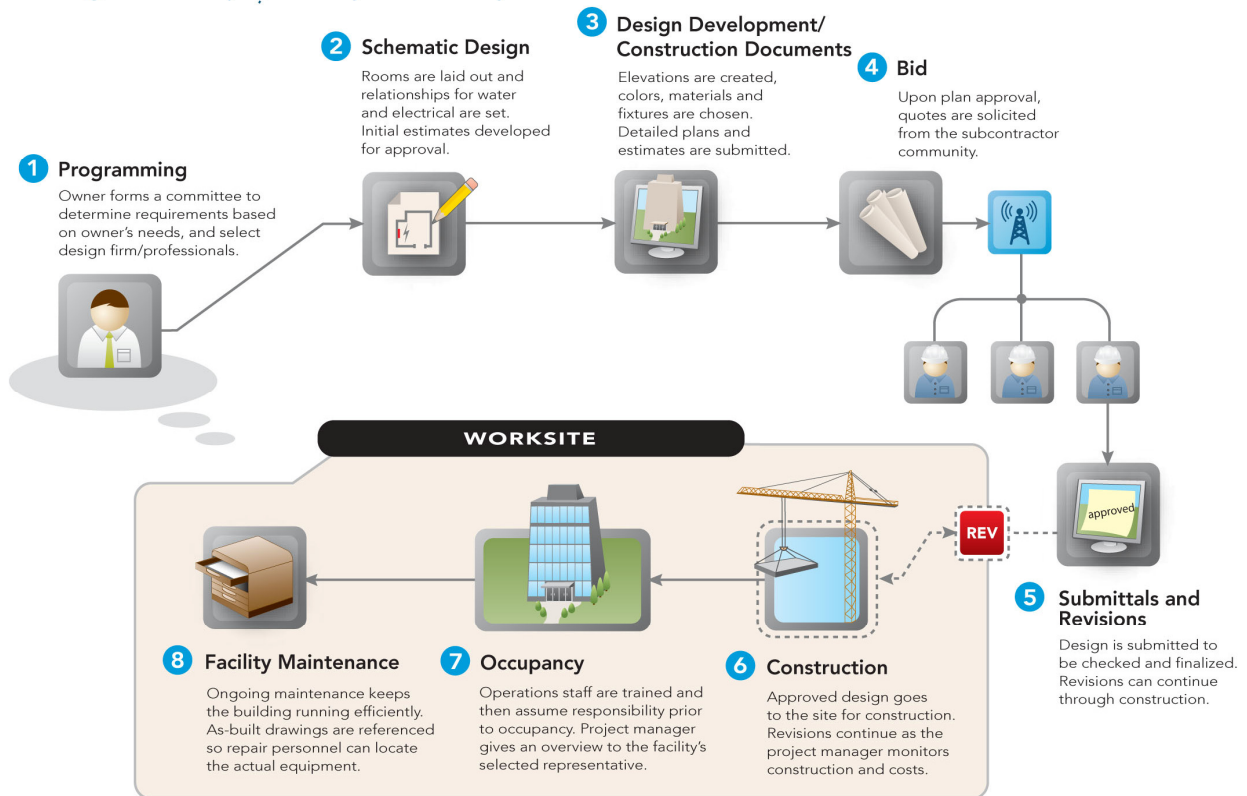 1 Programming
Owner forms a committee to
determine requirements based
on owner's needs, and select
design firm/professionals.
2 Schematic Design
Rooms are laid out and
relationships for water
and electrical are set.
Initial estimates developed
for approval.
3 Design Development/
Construction Documents
Elevations are created,
colors, materials and
fixtures are chosen.
Detailed plans and
estimates are submitted.
4 Bid
Upon plan approval,
quotes are solicited
from the subcontractor
community.
approved
5 Submittals and
Revisions
Design is submitted to
be checked and finalized.
Revisions can continue
through construction.
REV
WORKSITE
6 Construction
Approved design goes
to the site for construction.
Revisions continue as the
project manager monitors
construction and costs.
7 Occupancy
Operations staff are trained and
then assume responsibility prior
to occupancy. Project manager
gives an overview to the facility's
selected representative.
8 Facility Maintenance
Ongoing maintenance keeps
the building running efficiently.
As-built drawings are referenced
so repair personnel can locate
the actual equipment.